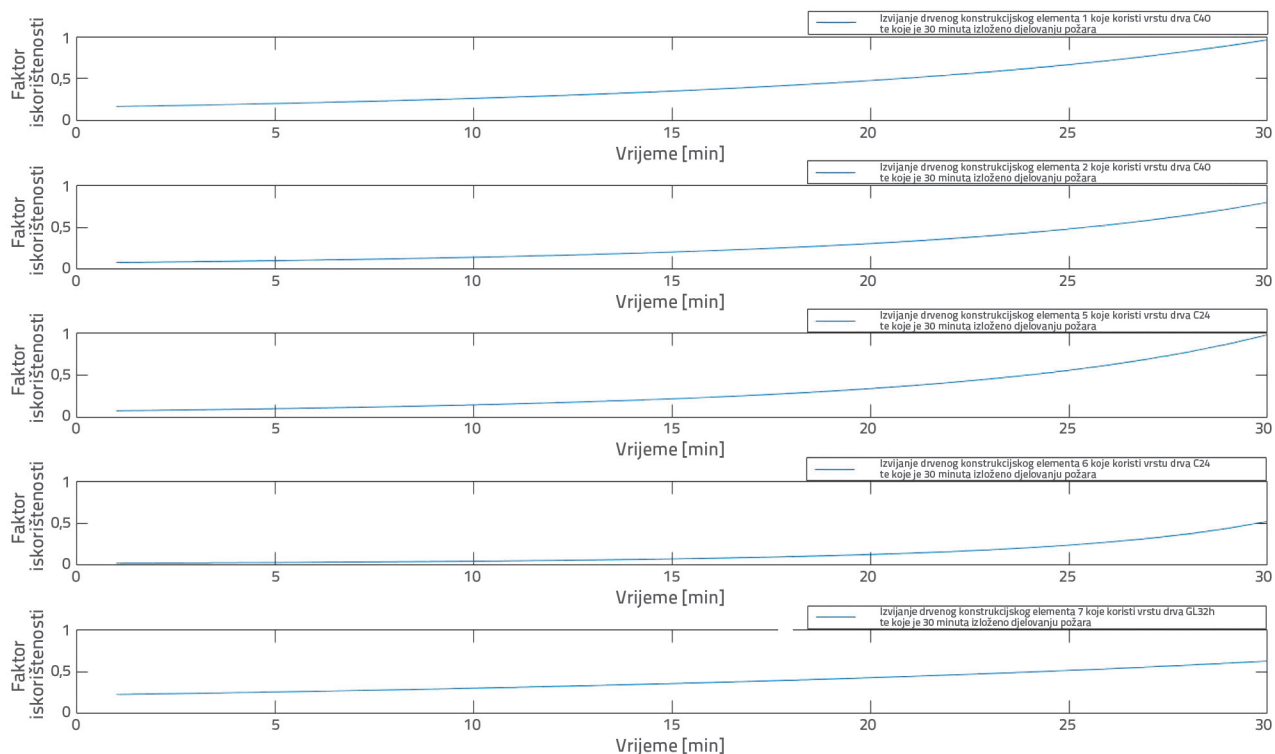 Izvijanje drvenog konstrukcijskog elementa 1 koje koristi vrstu drva C40
te koje je 30 minuta izloženo djelovanju požara
Faktor
iskorištenosti
1
0,5
0
0 5 10 15 20 25 30
Vrijeme [min]
Izvijanje drvenog konstrukcijskog elementa 2 koje koristi vrstu drva C40
te koje je 30 minuta izloženo djelovanju požara
Faktor
iskorištenosti
1
0,5
0
0 5 10 15 20 25 30
Vrijeme [min]
Izvijanje drvenog konstrukcijskog elementa 5 koje koristi vrstu drva C24
te koje je 30 minuta izloženo djelovanju požara
Faktor
iskorištenosti
1
0,5
0
0 5 10 15 20 25 30
Vrijeme [min]
Izvijanje drvenog konstrukcijskog elementa 6 koje koristi vrstu drva C24
te koje je 30 minuta izloženo djelovanju požara
Faktor
iskorištenosti
1
0,5
0
0 5 10 15 20 25 30
Vrijeme [min]
Izvijanje drvenog konstrukcijskog elementa 7 koje koristi vrstu drva GL32h
te koje je 30 minuta izloženo djelovanju požara
Faktor
iskorištenosti
1
0,5
0
0 5 10 15 20 25 30
Vrijeme [min]